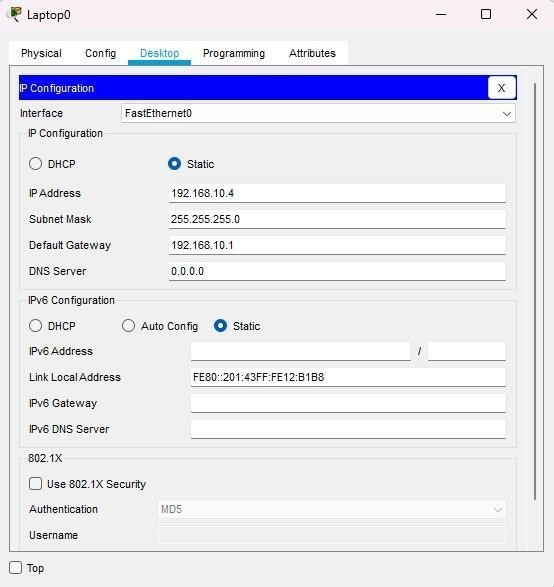 Laptop0
Physical Config Desktop Programming Attributes
IP Configuration X
Interface FastEthernet0
IP Configuration
DHCP Static
IP Address 192.168.10.4
Subnet Mask 255.255.255.0
Default Gateway 192.168.10.1
DNS Server 0.0.0.0
IPv6 Configuration
DHCP Auto Config Static
IPv6 Address /
Link Local Address FE80::201:43FF:FE12:B1B8
IPv6 Gateway
IPv6 DNS Server
802.1X
Use 802.1X Security
Authentication MD5
Username
Top